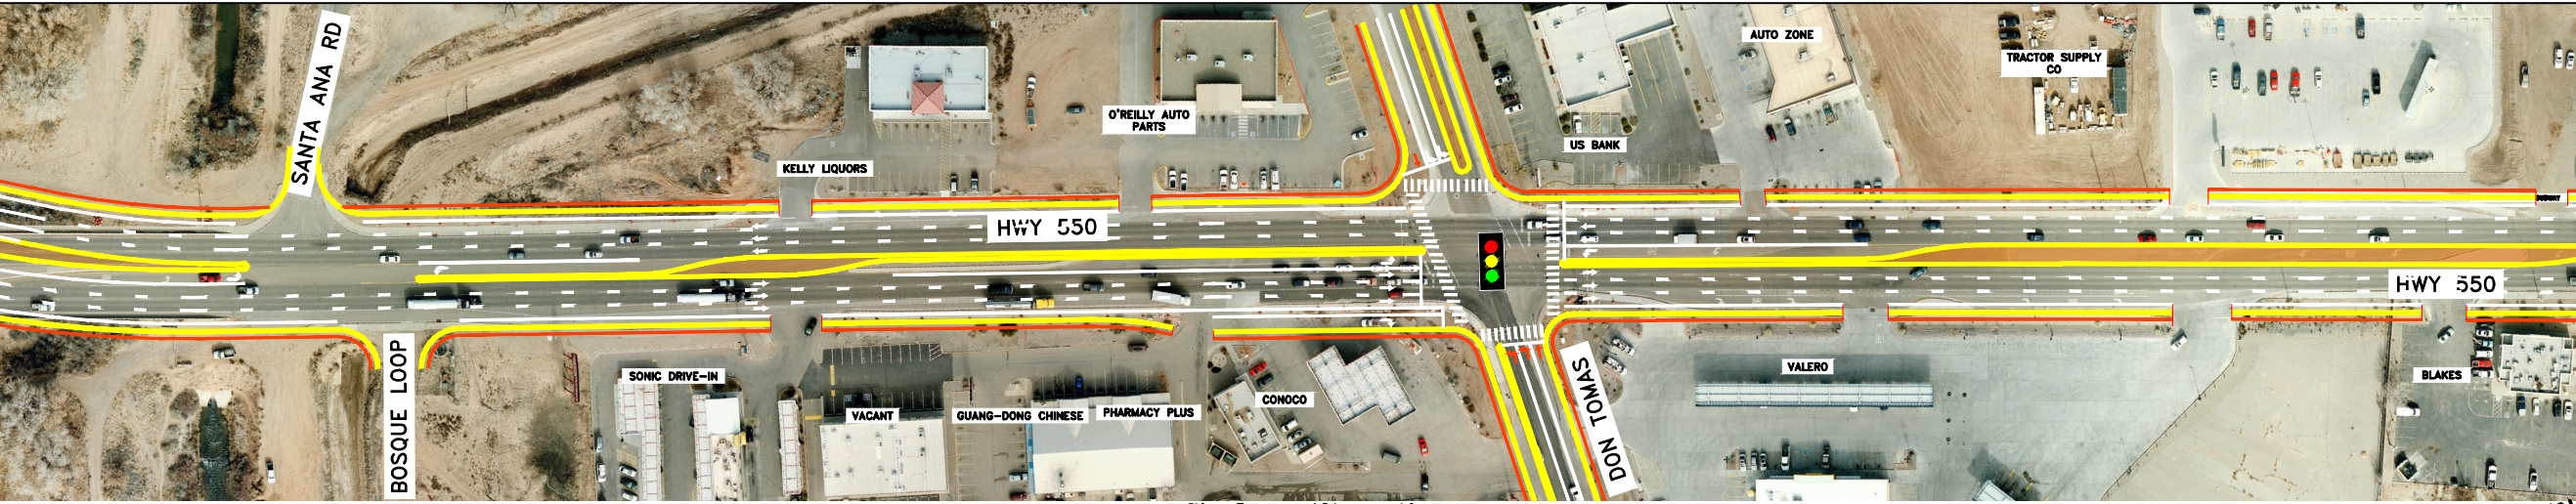 SANTA ANA RD
KELLY LIQUORS
O'REILLY AUTO
PARTS
US BANK
AUTO ZONE
TRACTOR SUPPLY
CO
SUBWAY
HWY 550
HWY 550
BOSQUE LOOP
SONIC DRIVE-IN
VACANT
GUANG-DONG CHINESE
PHARMACY PLUS
CONOCO
DON TOMAS
VALERO
BLAKES